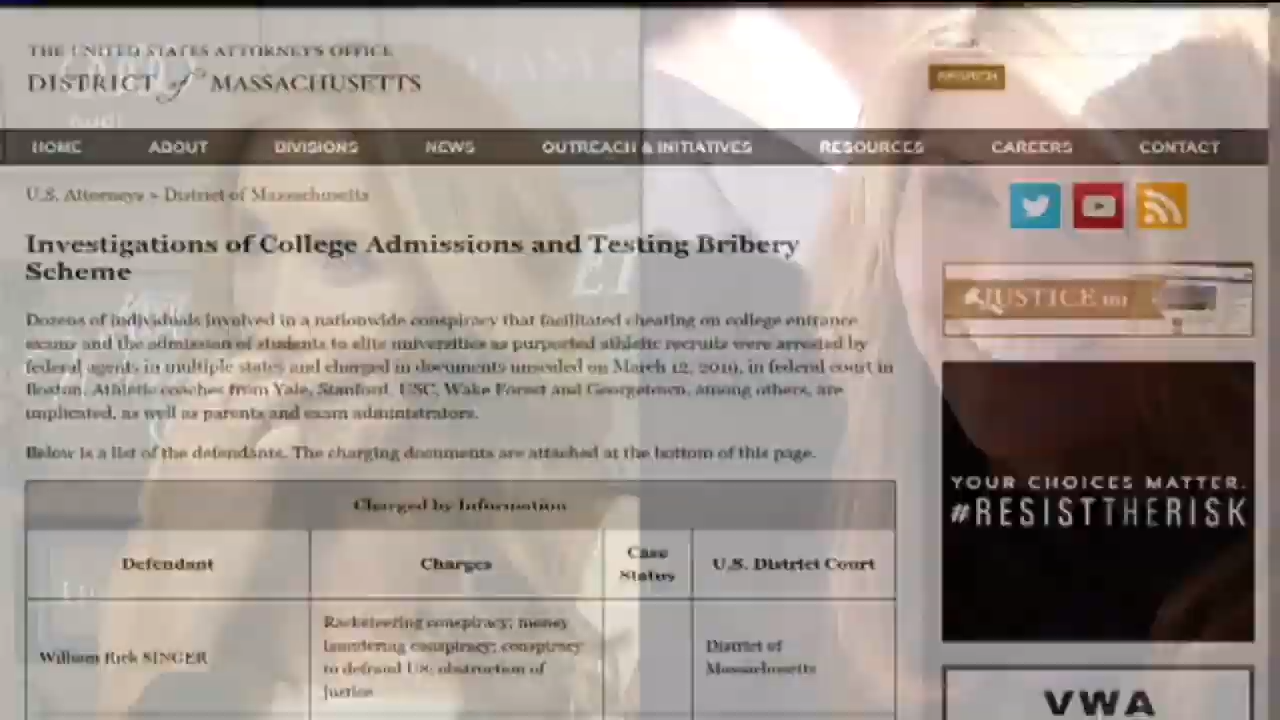 THE UNITED STATES ATTORNEY'S OFFICE
DISTRICT of MASSACHUSETTS
SEARCH
HOME ABOUT DIVISIONS NEWS OUTREACH & INITIATIVES RESOURCES CAREERS CONTACT
U.S. Attorneys » District of Massachusetts
Investigations of College Admissions and Testing Bribery
Scheme
Dozens of individuals involved in a nationwide conspiracy that facilitated cheating on college entrance
exams and the admission of students to elite universities as purported athletic recruits were arrested by
federal agents in multiple states and charged in documents unsealed on March 12, 2019, in federal court in
Boston. Athletic coaches from Yale, Stanford, USC, Wake Forest and Georgetown, among others, are
implicated, as well as parents and exam administrators.
Below is a list of the defendants. The charging documents are attached at the bottom of this page.
Charged by Information
Defendant
Charges
Case
Status
U.S. District Court
William Rick SINGER
Racketeering conspiracy; money
laundering conspiracy; conspiracy
to defraud US; obstruction of
justice
District of
Massachusetts
JUSTICE 101
YOUR CHOICES MATTER.
#RESISTTHERISK
VWA